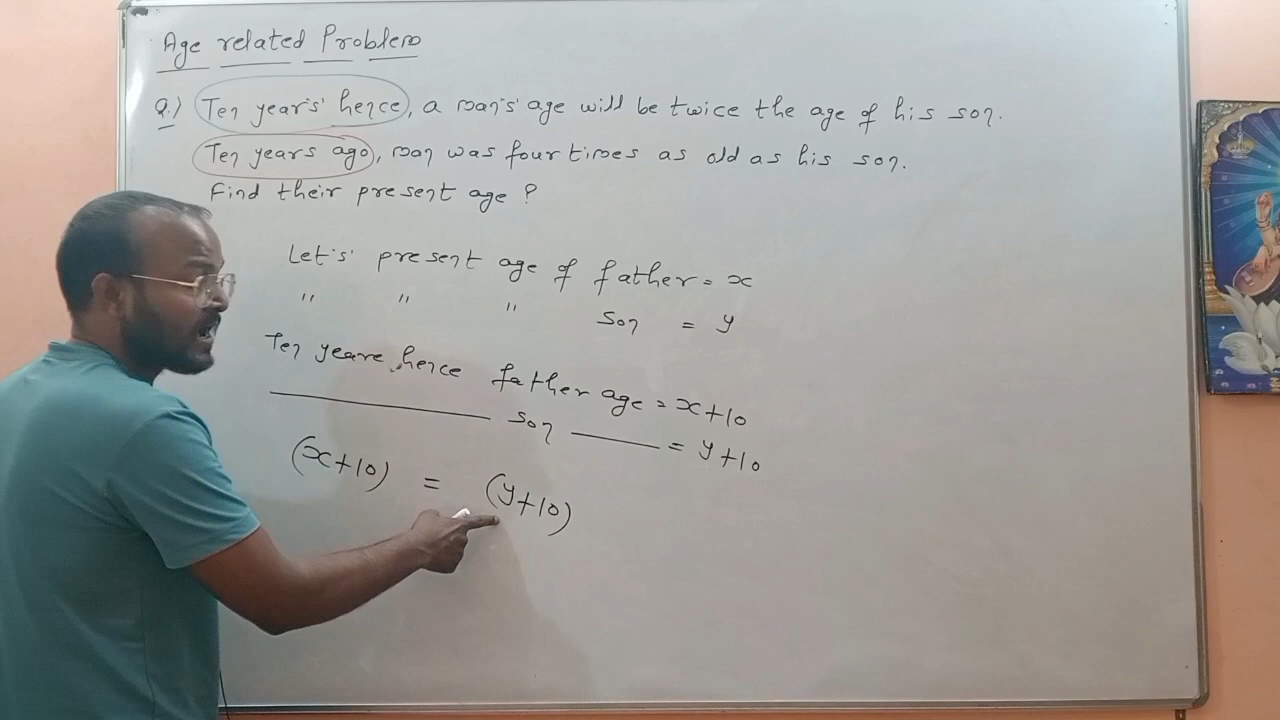 Age related Problem
Q.) Ten years' hence, a man's age will be twice the age of his son.
Ten years ago, man was four times as old as his son.
Find their present age ?
Let's present age of father = x
" " " son = y
Ten yeare, hence father age = x+10
——— son ——— = y+10
(x+10) = (y+10)